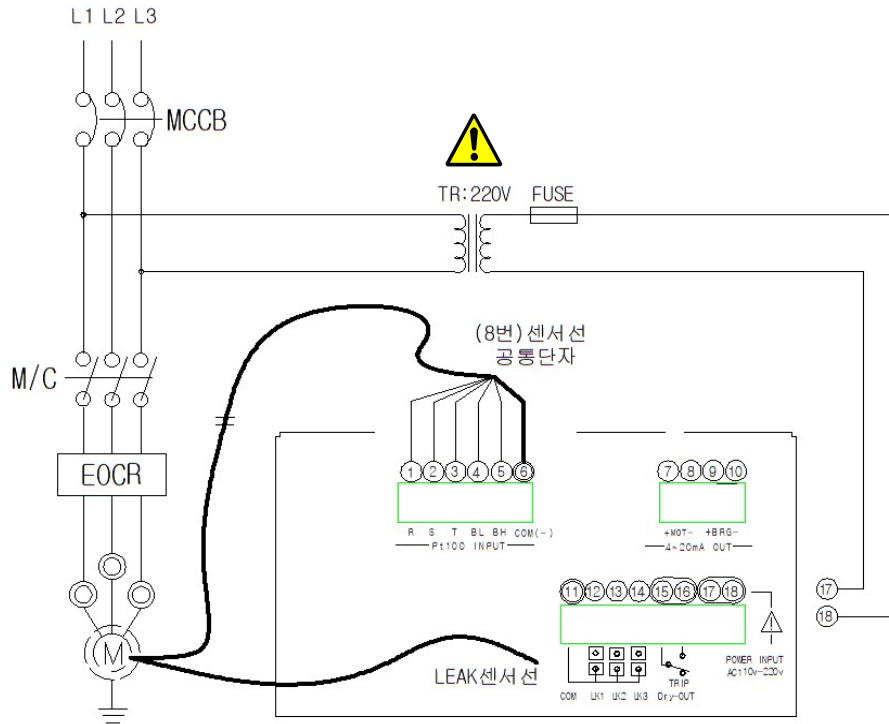 L1 L2 L3
MCCB
TR:220V FUSE
(8번)센서선
공통단자
M/C
EOCR
1 2 3 4 5 6
R S T BL BH COM(-)
Pt100 INPUT
7 8 9 10
+MOT- +BRG-
4~20mA OUT
11 12 13 14 15 16 17 18
17
18
M
LEAK센서선
COM LK1 LK2 LK3
TRIP
Dry-OUT
POWER INPUT
AC110v-220v